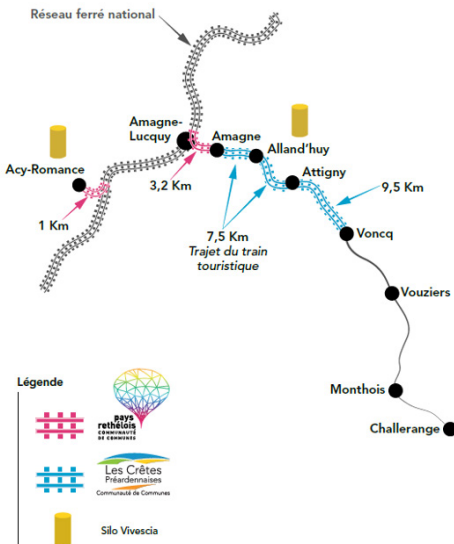 Réseau ferré national
Amagne-
Lucquy
Amagne
Alland'huy
Acy-Romance
Attigny
3,2 Km
9,5 Km
1 Km
7,5 Km
Trajet du train
touristique
Voncq
Vouziers
Monthois
Challerange
Légende
pays
rethélois
COMMUNAUTÉ
DE COMMUNES
Les Crêtes
Préardennaises
Communauté de Communes
Silo Vivescia